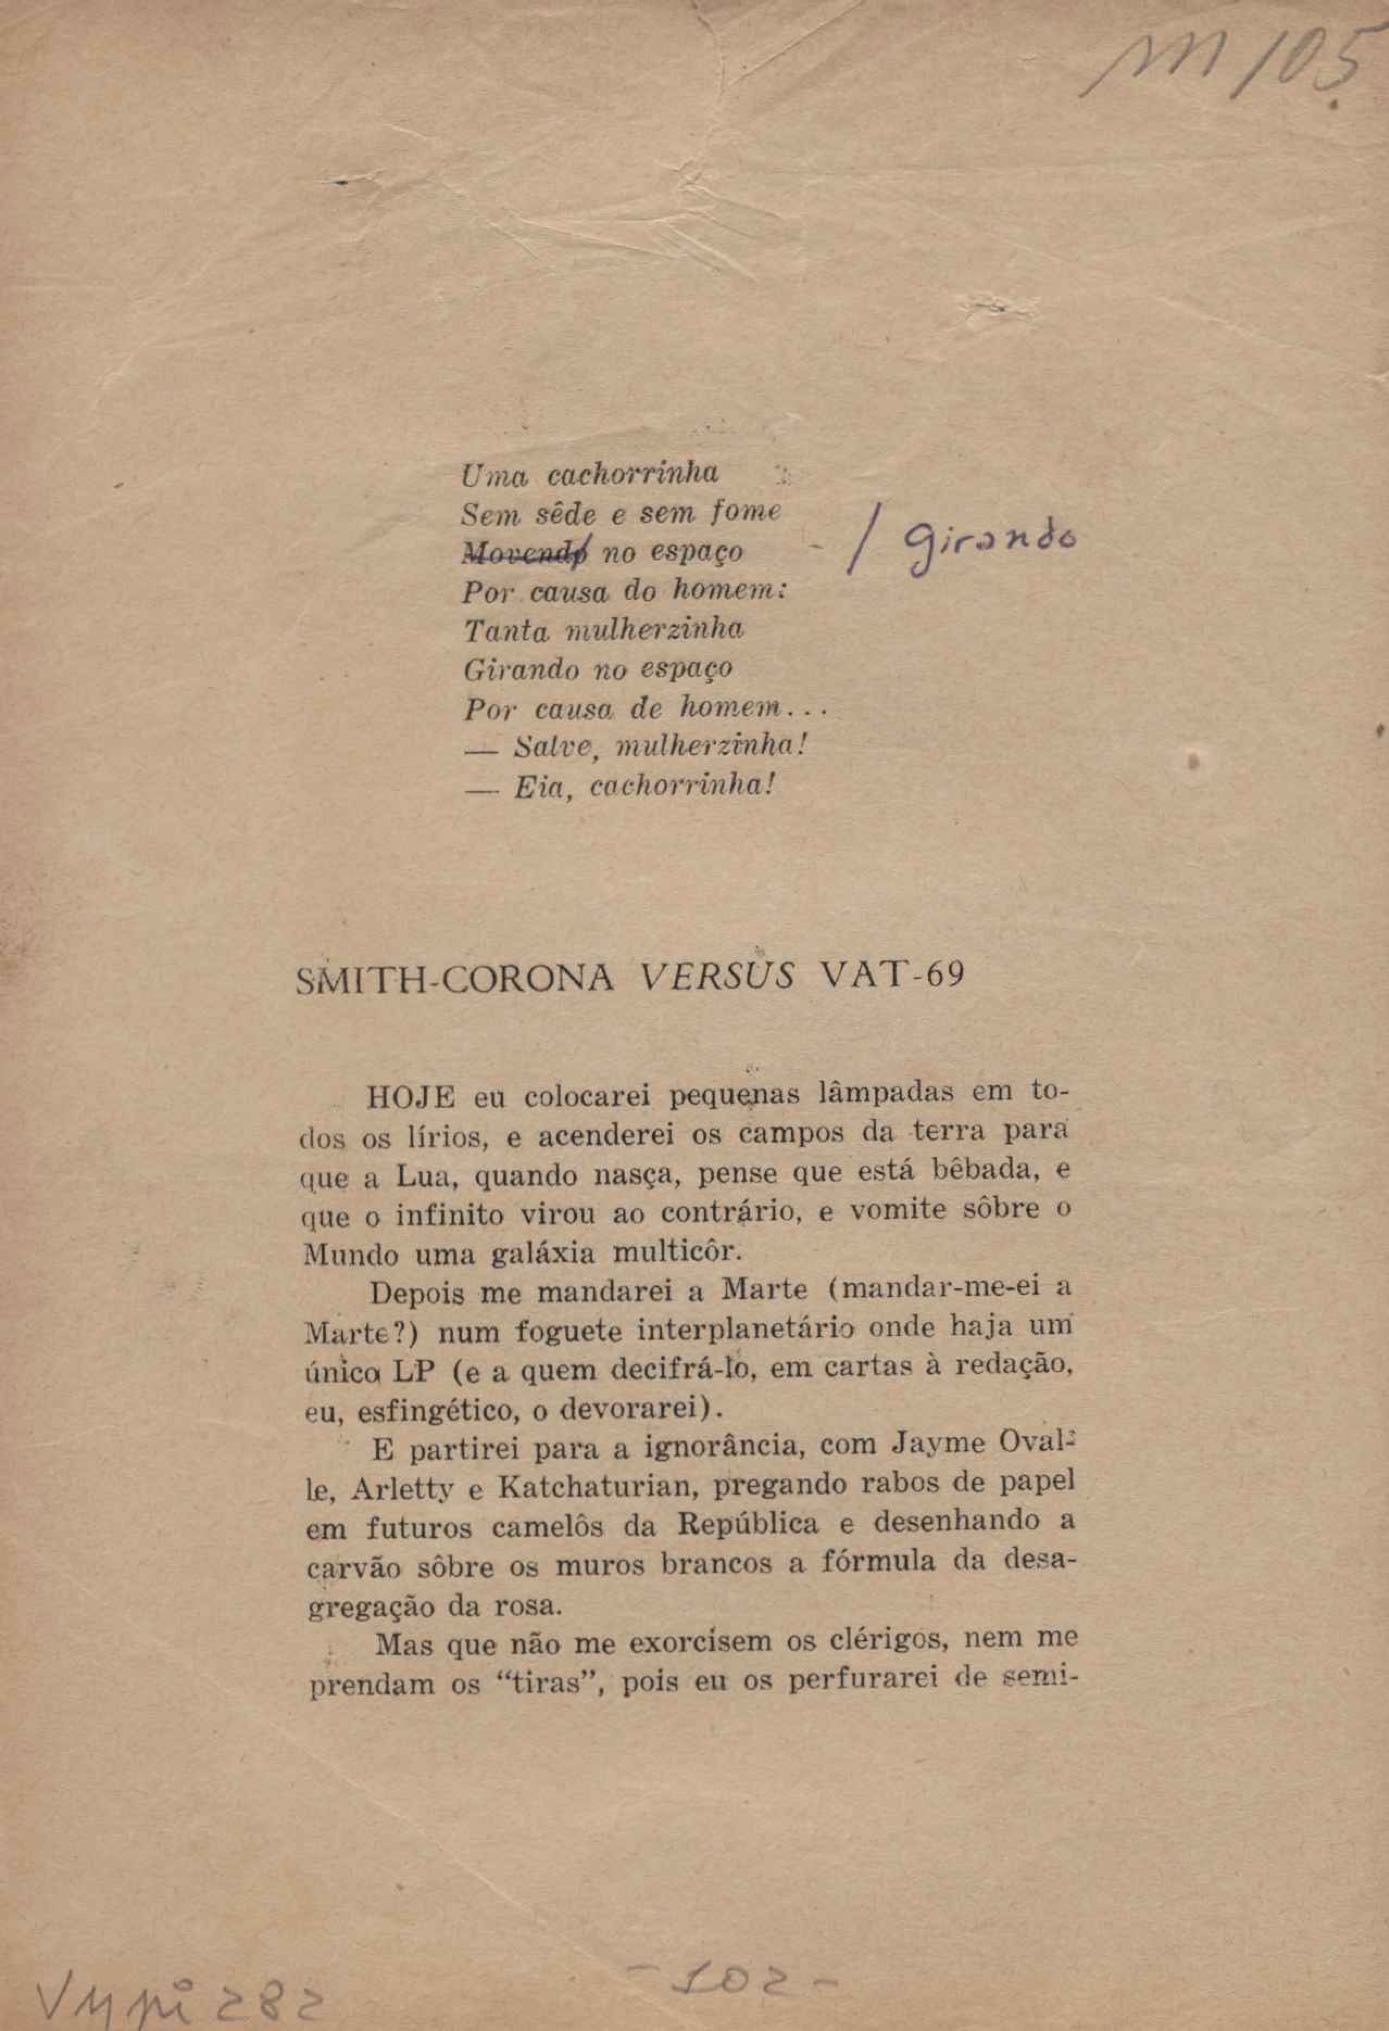 m 105
Uma cachorrinha
Sem sêde e sem fome
Movendo no espaço / girando
Por causa do homem:
Tanta mulherzinha
Girando no espaço
Por causa de homem...
— Salve, mulherzinha!
— Eia, cachorrinha!
SMITH-CORONA VERSUS VAT-69
HOJE eu colocarei pequenas lâmpadas em to-
dos os lírios, e acenderei os campos da terra para
que a Lua, quando nasça, pense que está bêbada, e
que o infinito virou ao contrário, e vomite sôbre o
Mundo uma galáxia multicôr.
Depois me mandarei a Marte (mandar-me-ei a
Marte?) num foguete interplanetário onde haja um
único LP (e a quem decifrá-lo, em cartas à redação,
eu, esfingético, o devorarei).
E partirei para a ignorância, com Jayme Oval-
le, Arletty e Katchaturian, pregando rabos de papel
em futuros camelôs da República e desenhando a
carvão sôbre os muros brancos a fórmula da desa-
gregação da rosa.
Mas que não me exorcisem os clérigos, nem me
prendam os “tiras”, pois eu os perfurarei de semi-
- 102 -
282